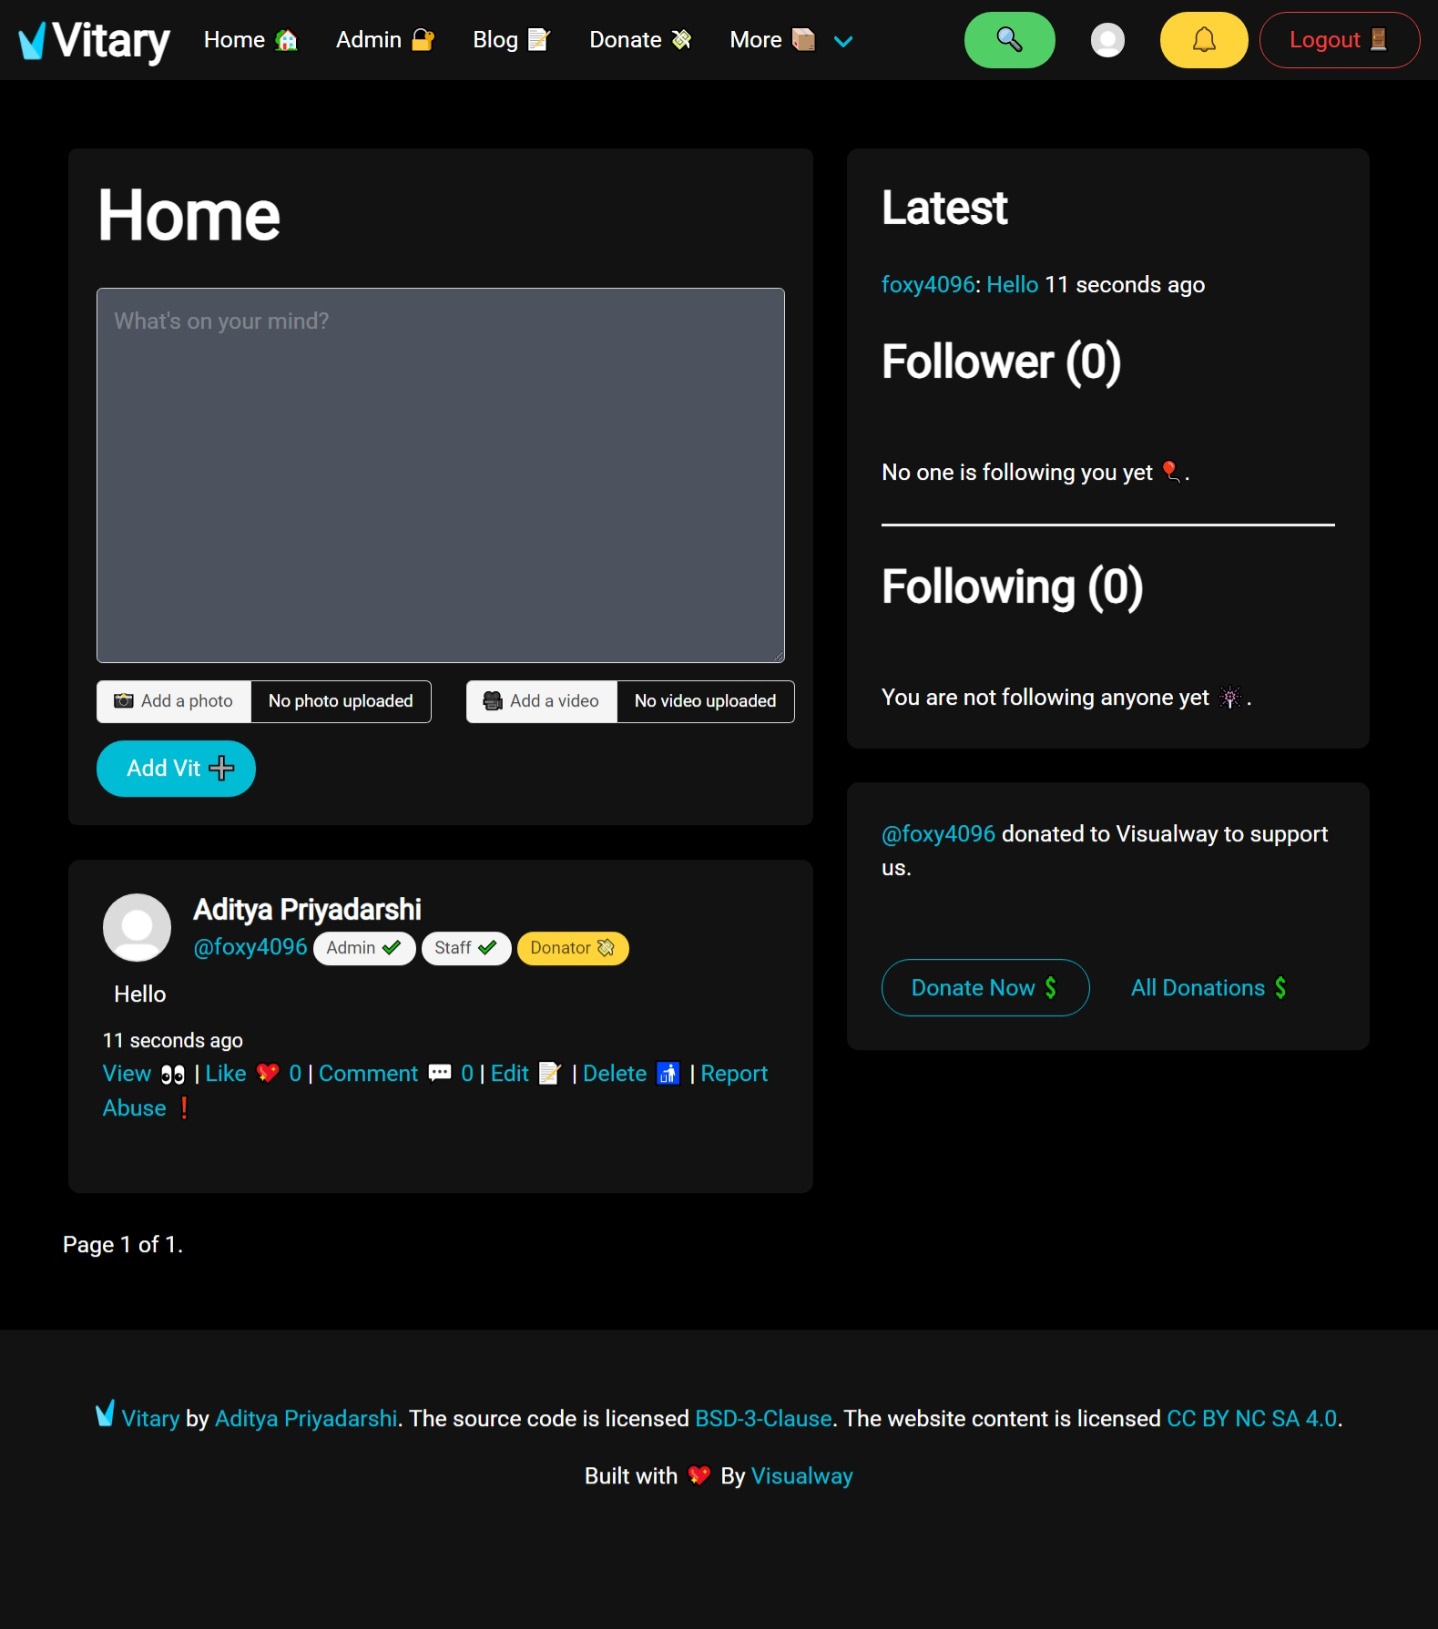 Vitary Home Admin Blog Donate More Logout
Home
What's on your mind?
Add a photo No photo uploaded Add a video No video uploaded
Add Vit
Aditya Priyadarshi
@foxy4096 Admin Staff Donator
Hello
11 seconds ago
View | Like 0 | Comment 0 | Edit | Delete | Report
Abuse
Page 1 of 1.
Latest
foxy4096: Hello 11 seconds ago
Follower (0)
No one is following you yet .
Following (0)
You are not following anyone yet .
@foxy4096 donated to Visualway to support
us.
Donate Now All Donations
Vitary by Aditya Priyadarshi. The source code is licensed BSD-3-Clause. The website content is licensed CC BY NC SA 4.0.
Built with By Visualway